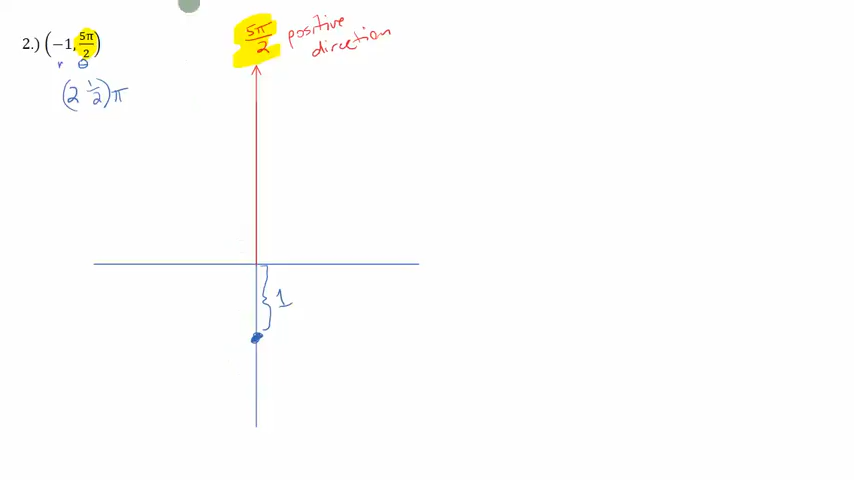 2.) (−1, 5π/2)
r θ
(2 1/2)π
5π/2 positive
direction
1